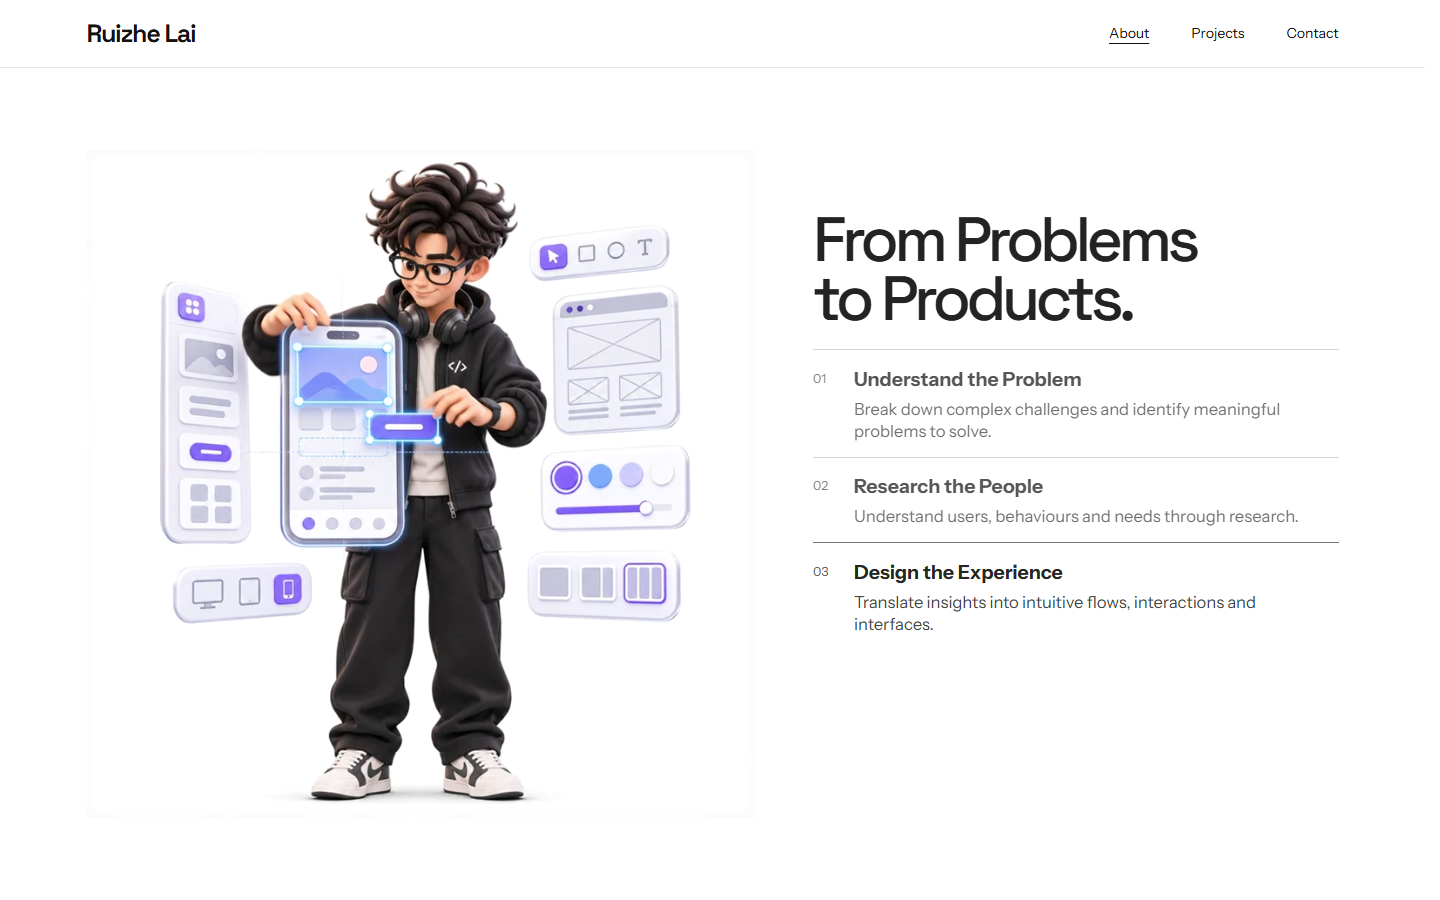 Ruizhe Lai
About
Projects
Contact
T
</>
From Problems
to Products.
01
Understand the Problem
Break down complex challenges and identify meaningful
problems to solve.
02
Research the People
Understand users, behaviours and needs through research.
03
Design the Experience
Translate insights into intuitive flows, interactions and
interfaces.